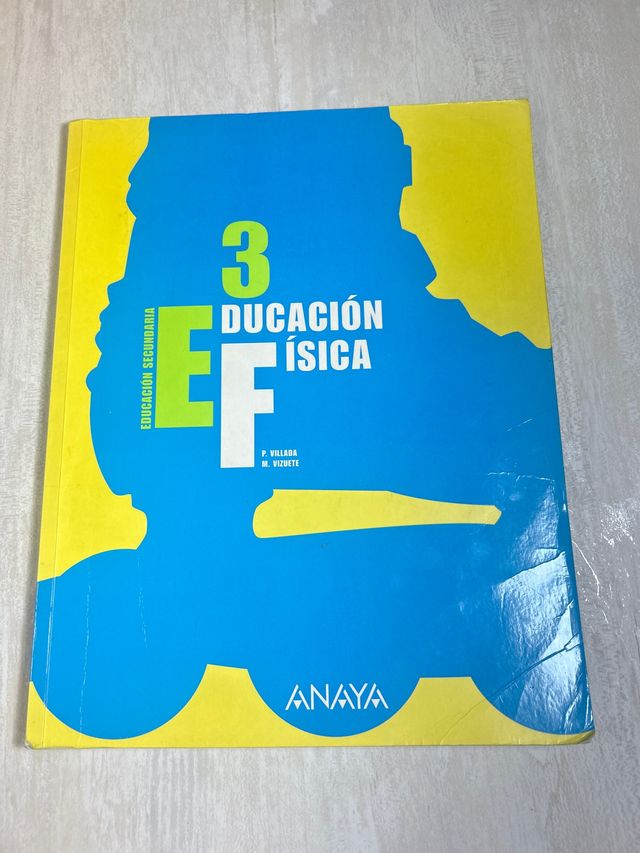 3
EDUCACIÓN SECUNDARIA
EDUCACIÓN
FÍSICA
P. VILLADA
M. VIZUETE
ANAYA